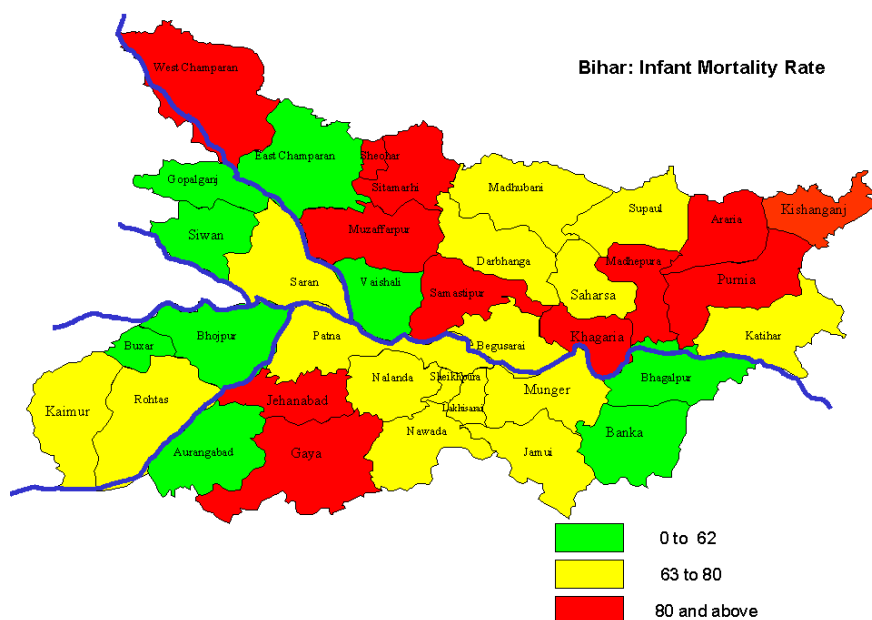 Bihar: Infant Mortality Rate
West Champaran
East Champaran
Sheohar
Sitamarhi
Gopalganj
Madhubani
Supaul
Araria
Kishanganj
Siwan
Muzaffarpur
Darbhanga
Madhepura
Purnia
Saran
Vaishali
Samastipur
Saharsa
Bhojpur
Patna
Begusarai
Khagaria
Katihar
Buxar
Nalanda
Sheikhpura
Munger
Bhagalpur
Kaimur
Rohtas
Jehanabad
Lakhisarai
Nawada
Banka
Aurangabad
Gaya
Jamui
0 to 62
63 to 80
80 and above